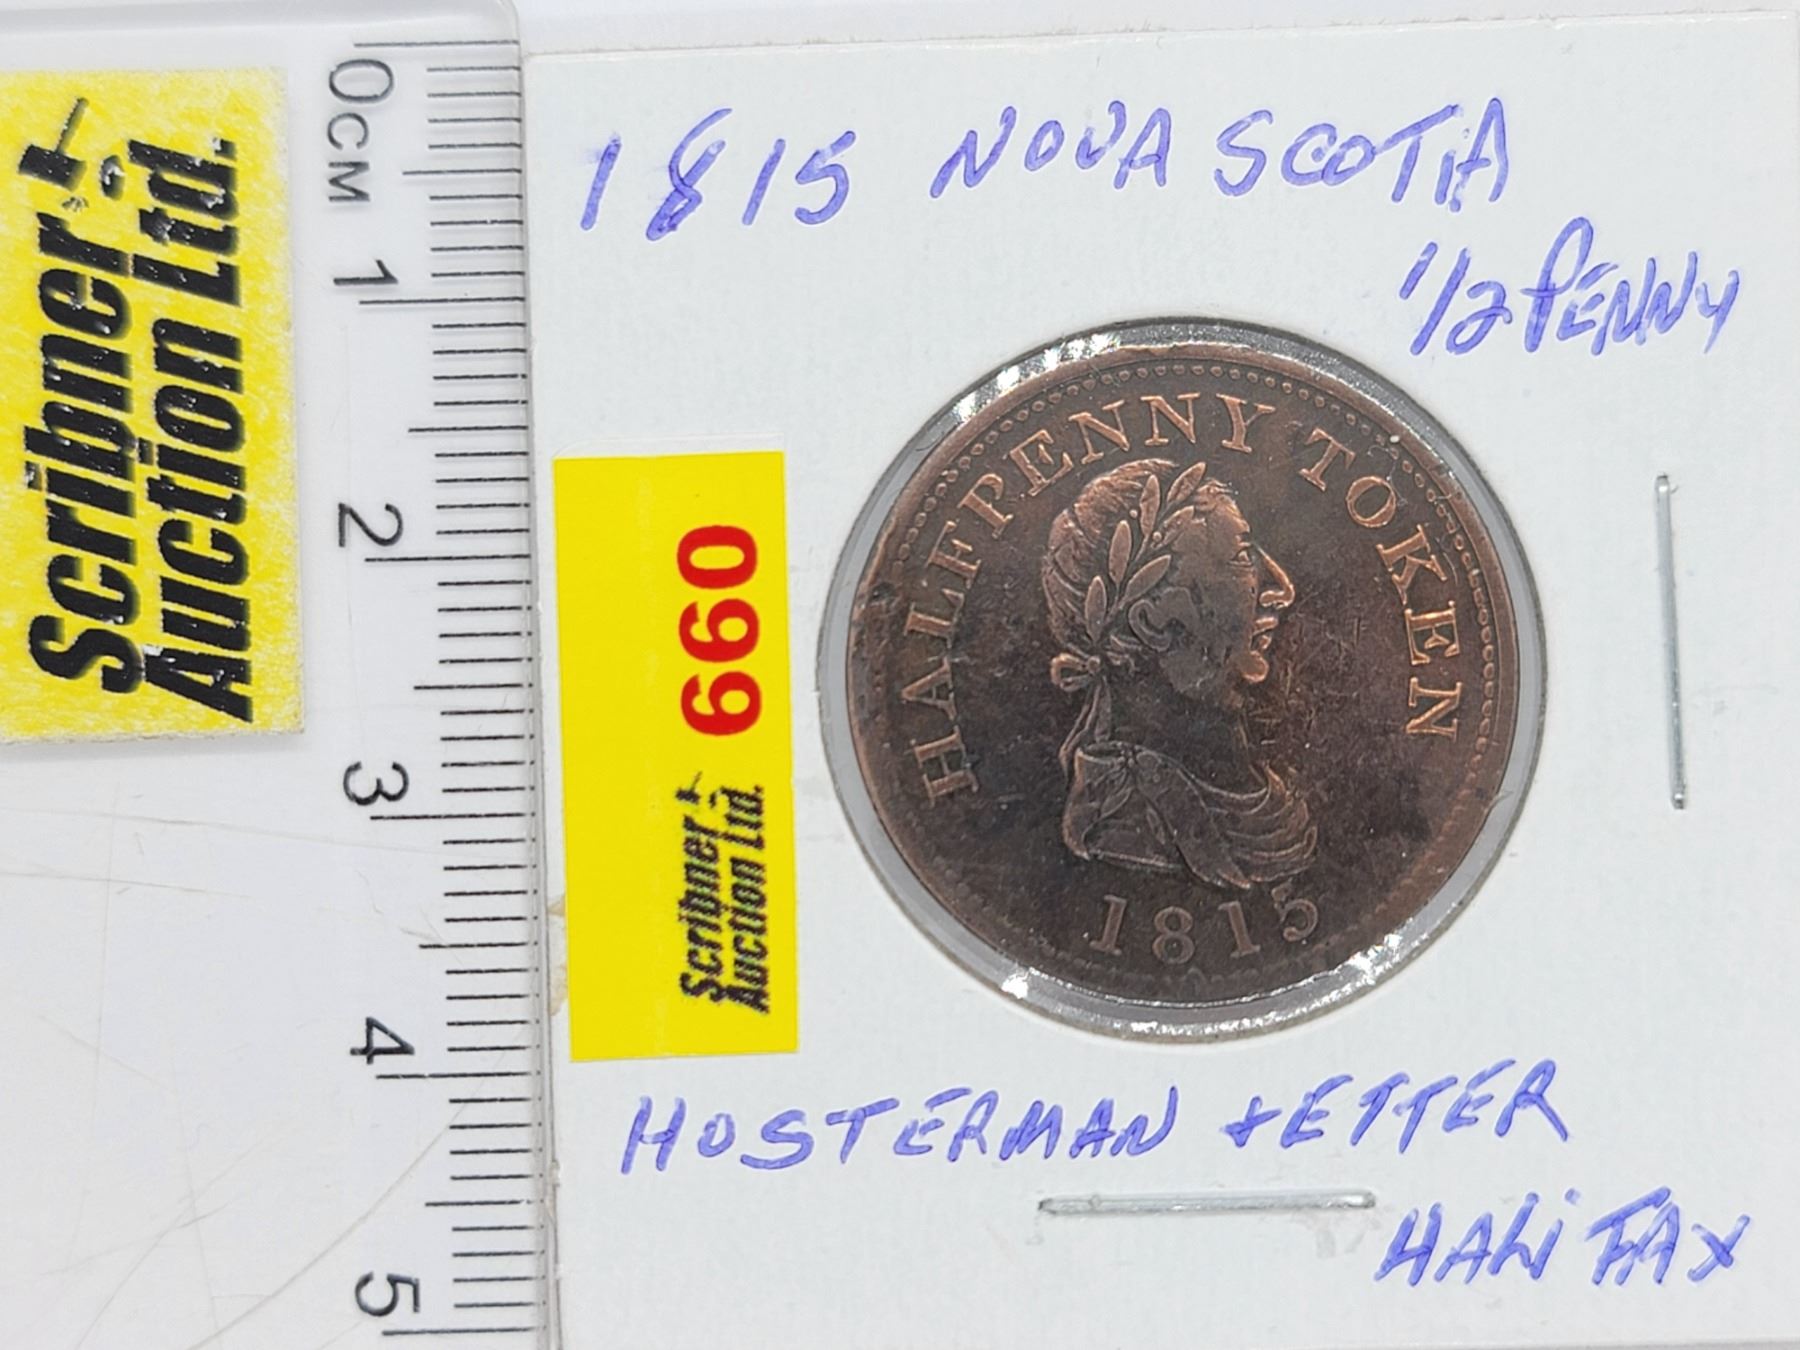 1815 NOVA SCOTIA
1/2 PENNY
HALFPENNY TOKEN
1815
HOSTERMAN + ETTER
HALIFAX
660
Scribner
Auction Ltd.
Scribner
Auction Ltd.
0CM
1
2
3
4
5